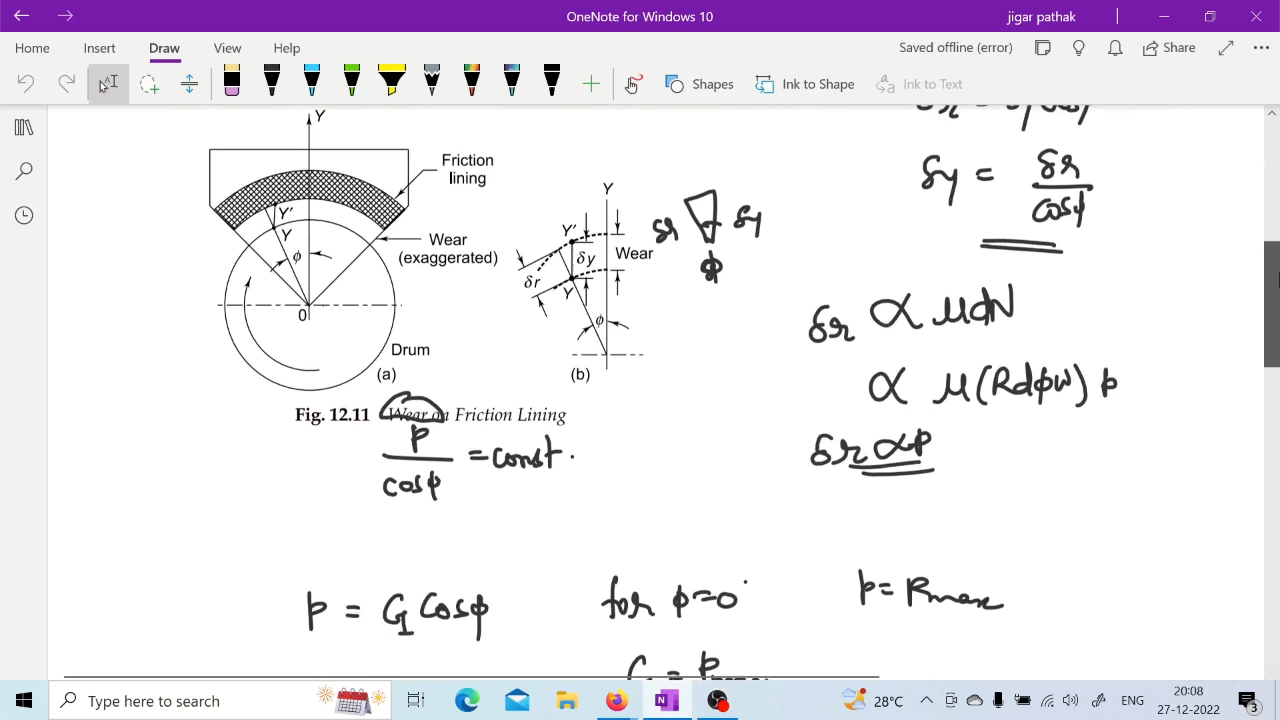 OneNote for Windows 10
jigar pathak
Home Insert Draw View Help
Saved offline (error)
Share
Shapes
Ink to Shape
Ink to Text
Y
Friction
lining
Y'
Y
Wear
(exaggerated)
ϕ
0
Drum
(a)
Y
Y'
δy
Wear
δr
Y
ϕ
(b)
δr δy
ϕ
Fig. 12.11 Wear on Friction Lining
p / cosϕ = const.
δy = δr / cosϕ
δr ∝ μdN
∝ μ(Rdϕw) p
δr ∝ p
p = C1 cosϕ
for ϕ=0°
p = Pmax
Type here to search
28°C
ENG
20:08
27-12-2022
3